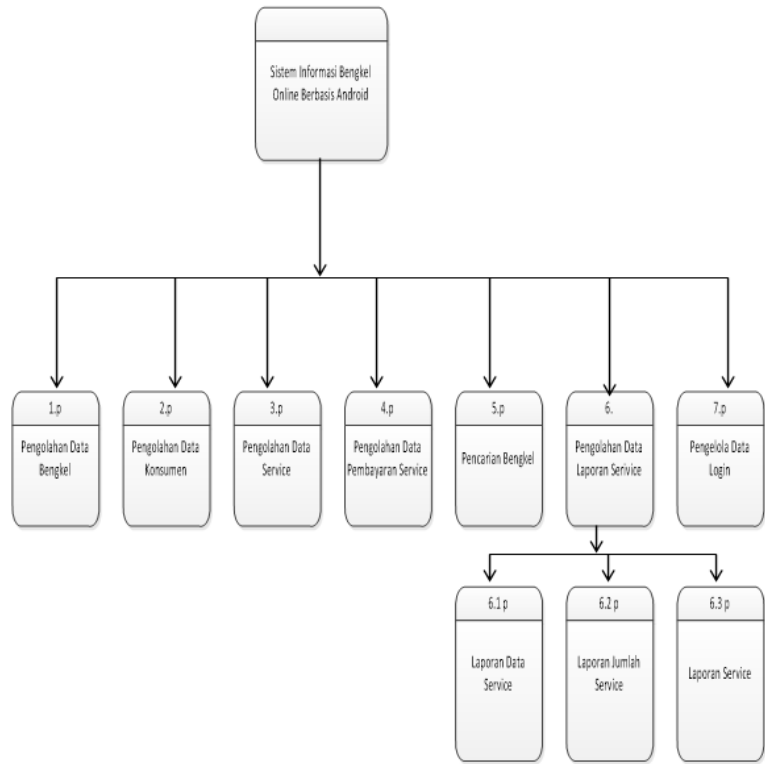 Sistem Informasi Bengkel
Online Berbasis Android
1.p
Pengolahan Data
Bengkel
2.p
Pengolahan Data
Konsumen
3.p
Pengolahan Data
Service
4.p
Pengolahan Data
Pembayaran Service
5.p
Pencarian Bengkel
6.
Pengolahan Data
Laporan Serivice
7.p
Pengelola Data
Login
6.1 p
Laporan Data
Service
6.2 p
Laporan Jumlah
Service
6.3 p
Laporan Service